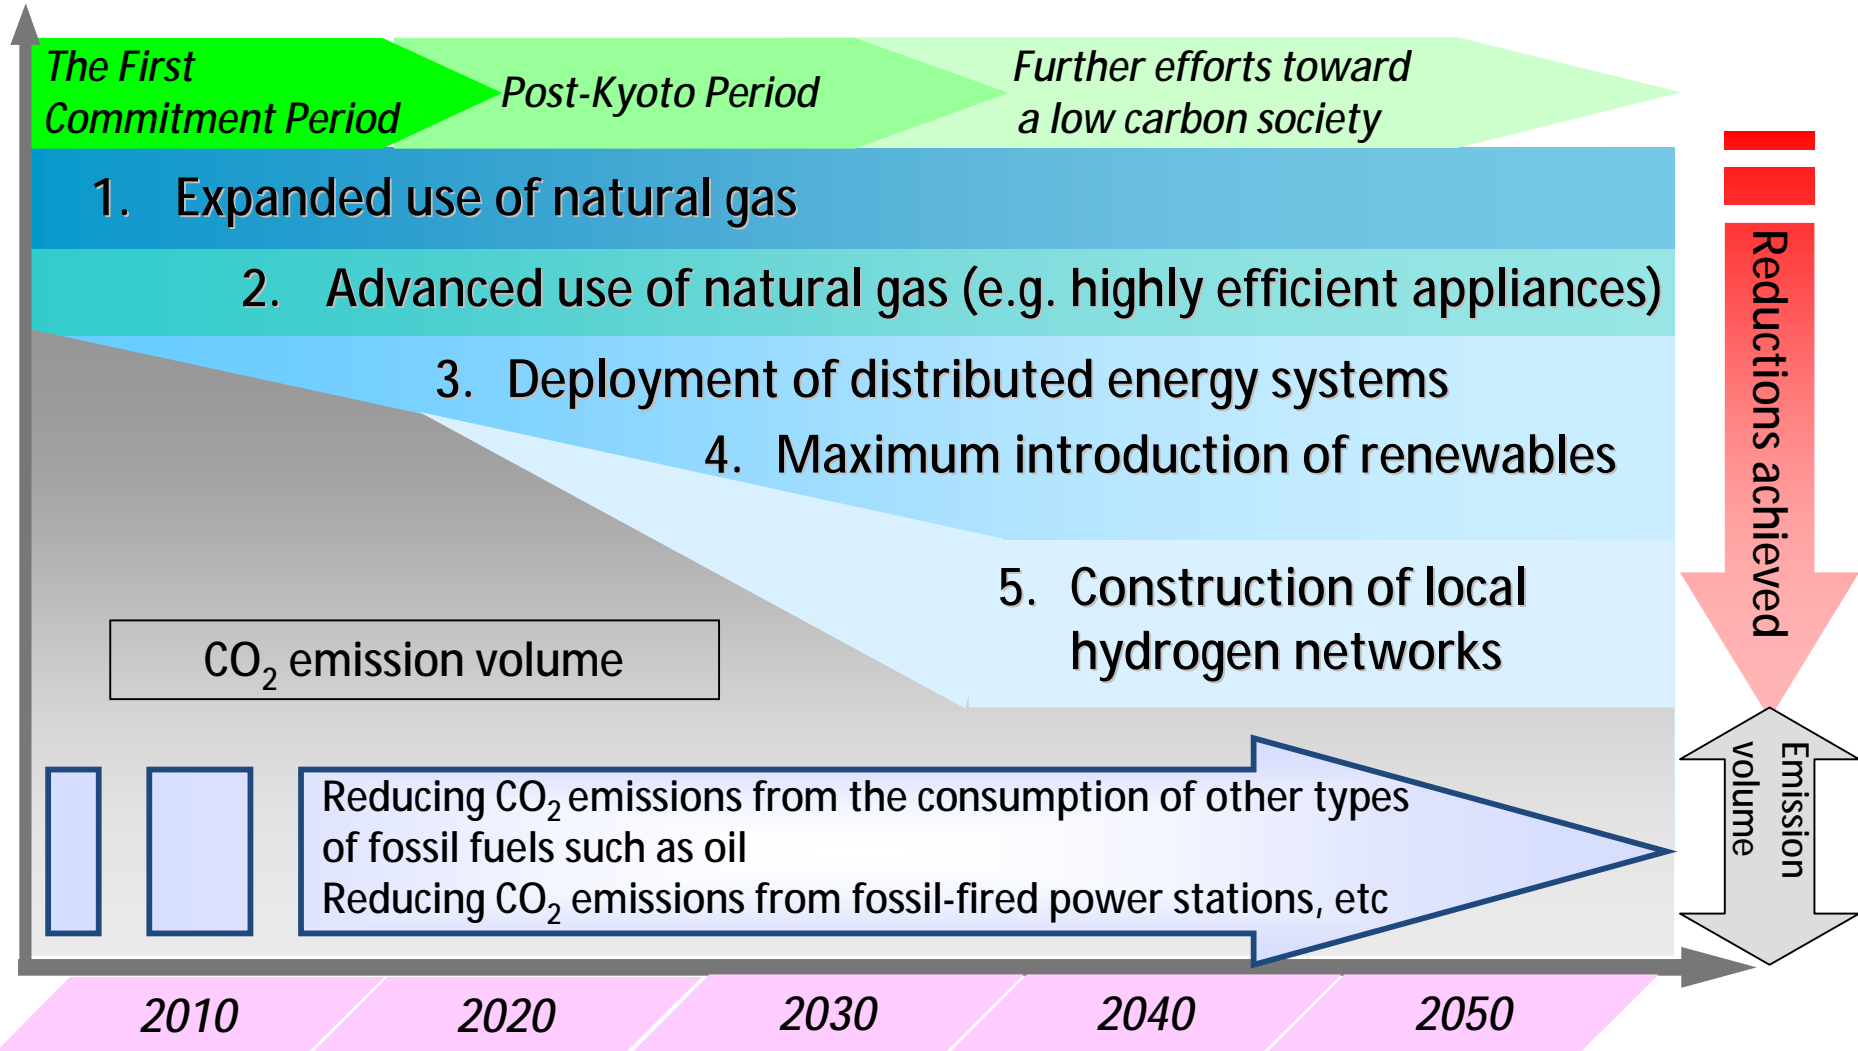 The First
Commitment Period
Post-Kyoto Period
Further efforts toward
a low carbon society
1. Expanded use of natural gas
2. Advanced use of natural gas (e.g. highly efficient appliances)
3. Deployment of distributed energy systems
4. Maximum introduction of renewables
5. Construction of local
hydrogen networks
Reductions achieved
CO₂ emission volume
Reducing CO₂ emissions from the consumption of other types
of fossil fuels such as oil
Reducing CO₂ emissions from fossil-fired power stations, etc
Emission
volume
2010
2020
2030
2040
2050